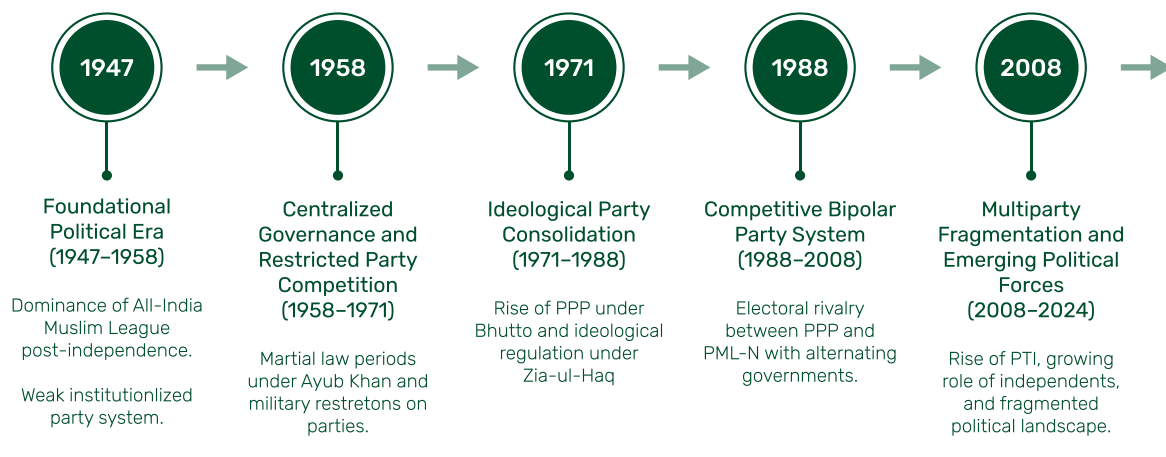 1947
Foundational
Political Era
(1947–1958)
Dominance of All-India
Muslim League
post-independence.
Weak institutionlized
party system.
1958
Centralized
Governance and
Restricted Party
Competition
(1958–1971)
Martial law periods
under Ayub Khan and
military restretons on
parties.
1971
Ideological Party
Consolidation
(1971–1988)
Rise of PPP under
Bhutto and ideological
regulation under
Zia-ul-Haq
1988
Competitive Bipolar
Party System
(1988–2008)
Electoral rivalry
between PPP and
PML-N with alternating
governments.
2008
Multiparty
Fragmentation and
Emerging Political
Forces
(2008–2024)
Rise of PTI, growing
role of independents,
and fragmented
political landscape.